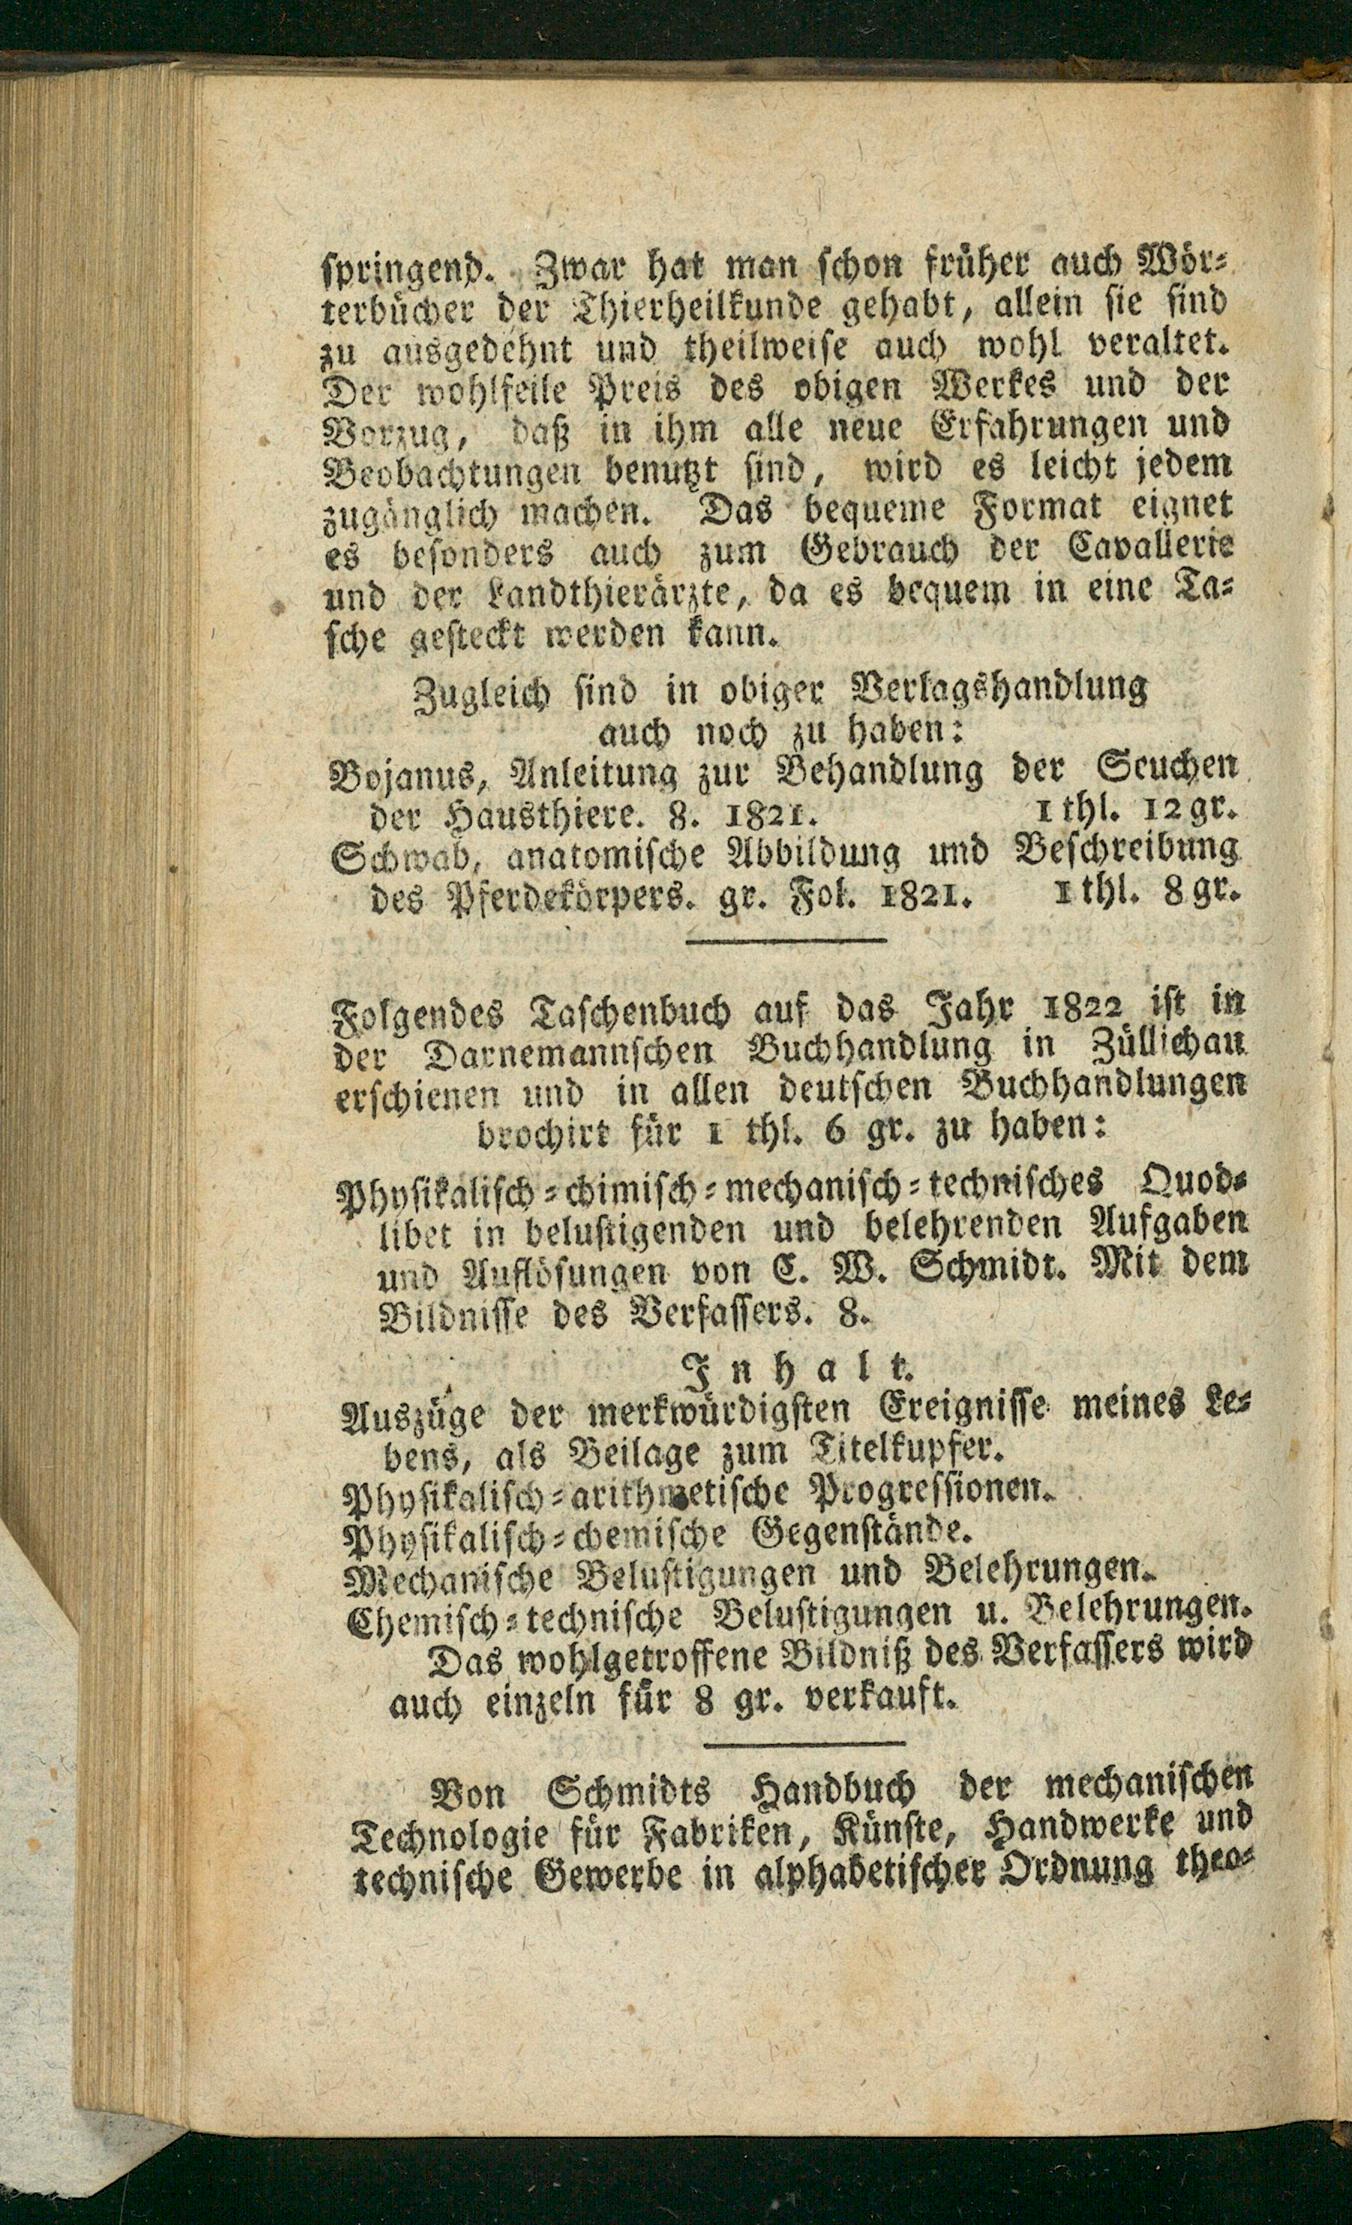 springend. Zwar hat man schon früher auch Wör-
terbücher der Thierheilkunde gehabt, allein sie sind
zu ausgedehnt und theilweise auch wohl veraltet.
Der wohlfeile Preis des obigen Werkes und der
Vorzug, daß in ihm alle neue Erfahrungen und
Beobachtungen benutzt sind, wird es leicht jedem
zugänglich machen. Das bequeme Format eignet
es besonders auch zum Gebrauch der Cavallerie
und der Landthierärzte, da es bequem in eine Ta-
sche gesteckt werden kann.
Zugleich sind in obiger Verlagshandlung
auch noch zu haben:
Bojanus, Anleitung zur Behandlung der Seuchen
der Hausthiere. 8. 1821. 1 thl. 12 gr.
Schwab, anatomische Abbildung und Beschreibung
des Pferdekörpers. gr. Fol. 1821. 1 thl. 8 gr.
Folgendes Taschenbuch auf das Jahr 1822 ist in
der Darnemannschen Buchhandlung in Züllichau
erschienen und in allen deutschen Buchhandlungen
brochirt für 1 thl. 6 gr. zu haben:
Physikalisch-chimisch-mechanisch-technisches Quod-
libet in belustigenden und belehrenden Aufgaben
und Auflösungen von C. W. Schmidt. Mit dem
Bildnisse des Verfassers. 8.
Inhalt.
Auszüge der merkwürdigsten Ereignisse meines Le-
bens, als Beilage zum Titelkupfer.
Physikalisch-arithmetische Progressionen.
Physikalisch-chemische Gegenstände.
Mechanische Belustigungen und Belehrungen.
Chemisch-technische Belustigungen u. Belehrungen.
Das wohlgetroffene Bildniß des Verfassers wird
auch einzeln für 8 gr. verkauft.
Von Schmidts Handbuch der mechanischen
Technologie für Fabriken, Künste, Handwerke und
technische Gewerbe in alphabetischer Ordnung theo-